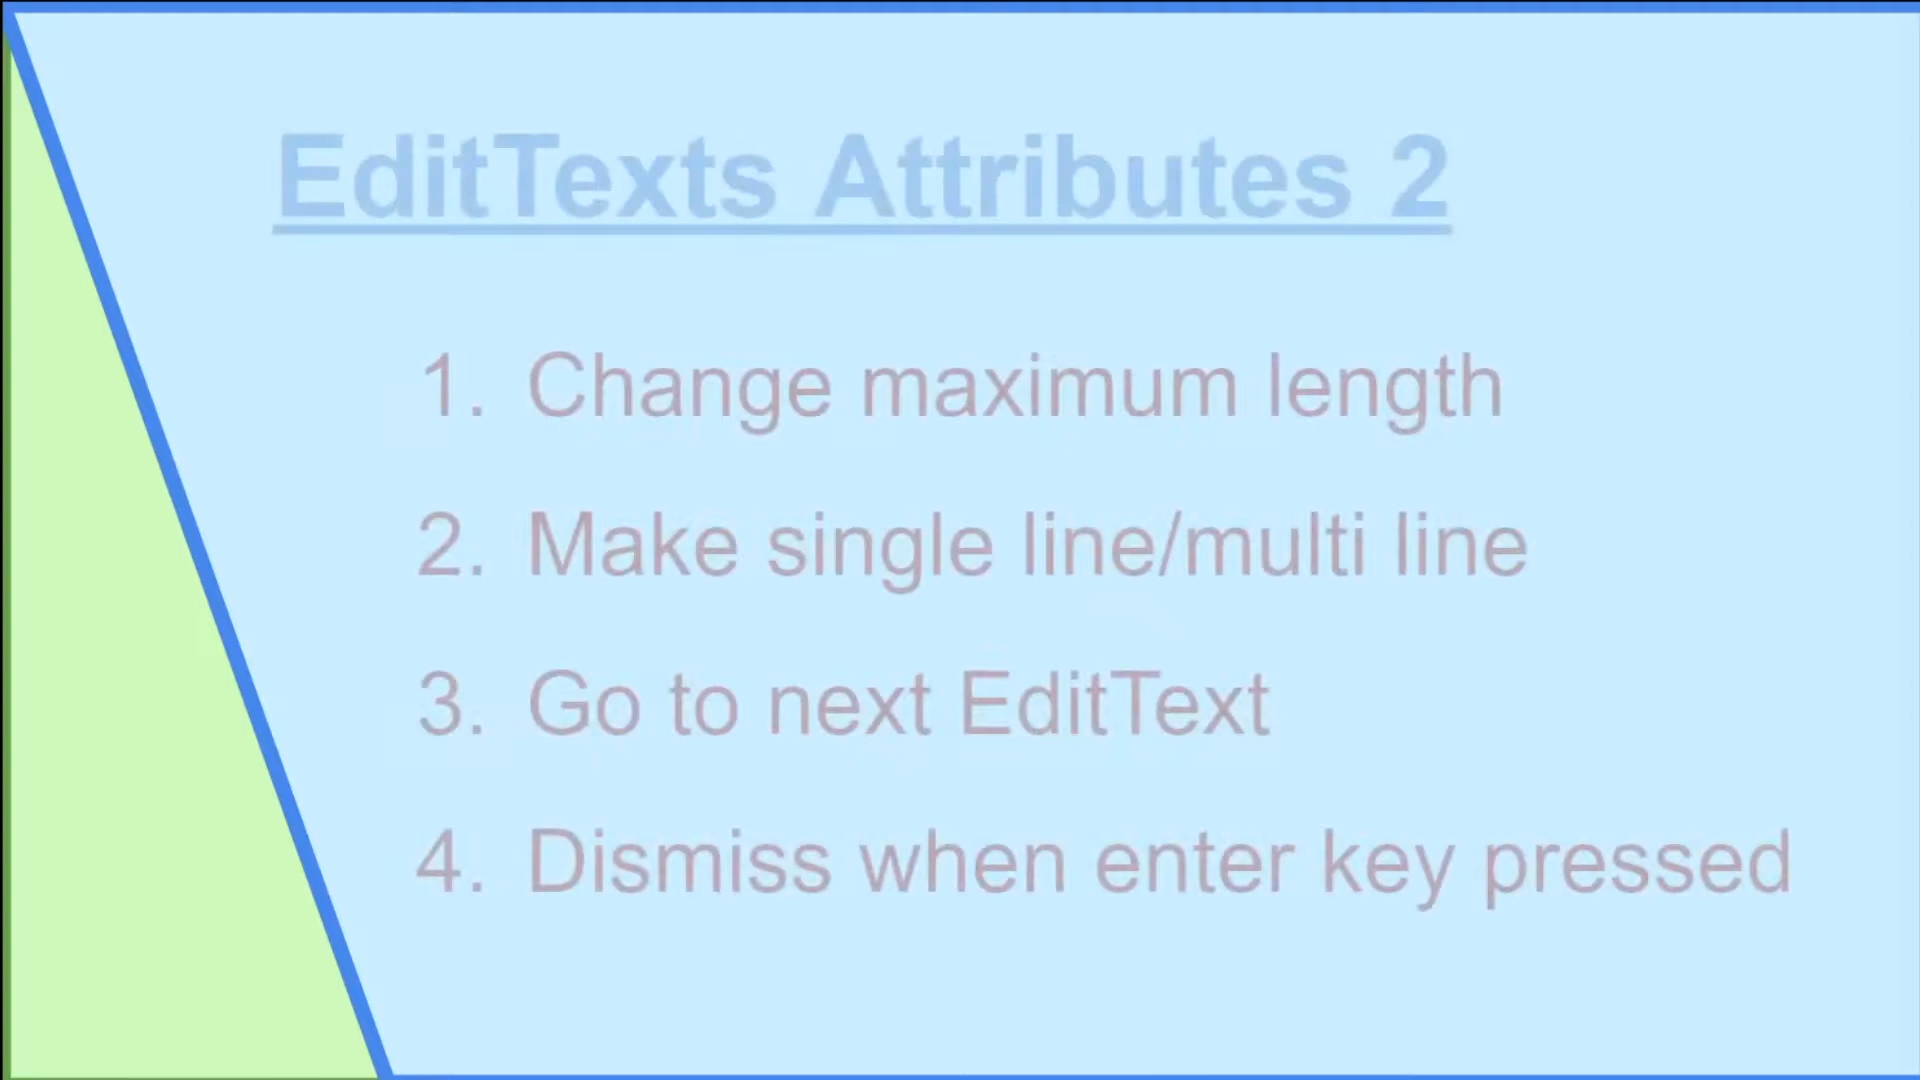 EditTexts Attributes 2
1. Change maximum length
2. Make single line/multi line
3. Go to next EditText
4. Dismiss when enter key pressed